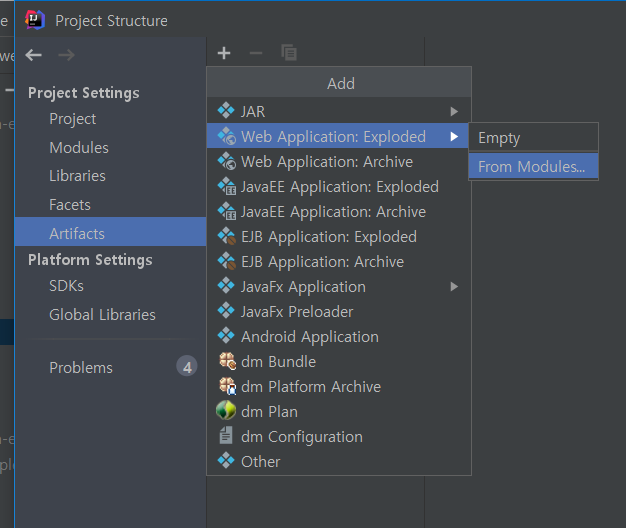 Project Structure
Project Settings
Project
Modules
Libraries
Facets
Artifacts
Platform Settings
SDKs
Global Libraries
Problems
4
Add
JAR
Web Application: Exploded
Web Application: Archive
JavaEE Application: Exploded
JavaEE Application: Archive
EJB Application: Exploded
EJB Application: Archive
JavaFx Application
JavaFx Preloader
Android Application
dm Bundle
dm Platform Archive
dm Plan
dm Configuration
Other
Empty
From Modules...